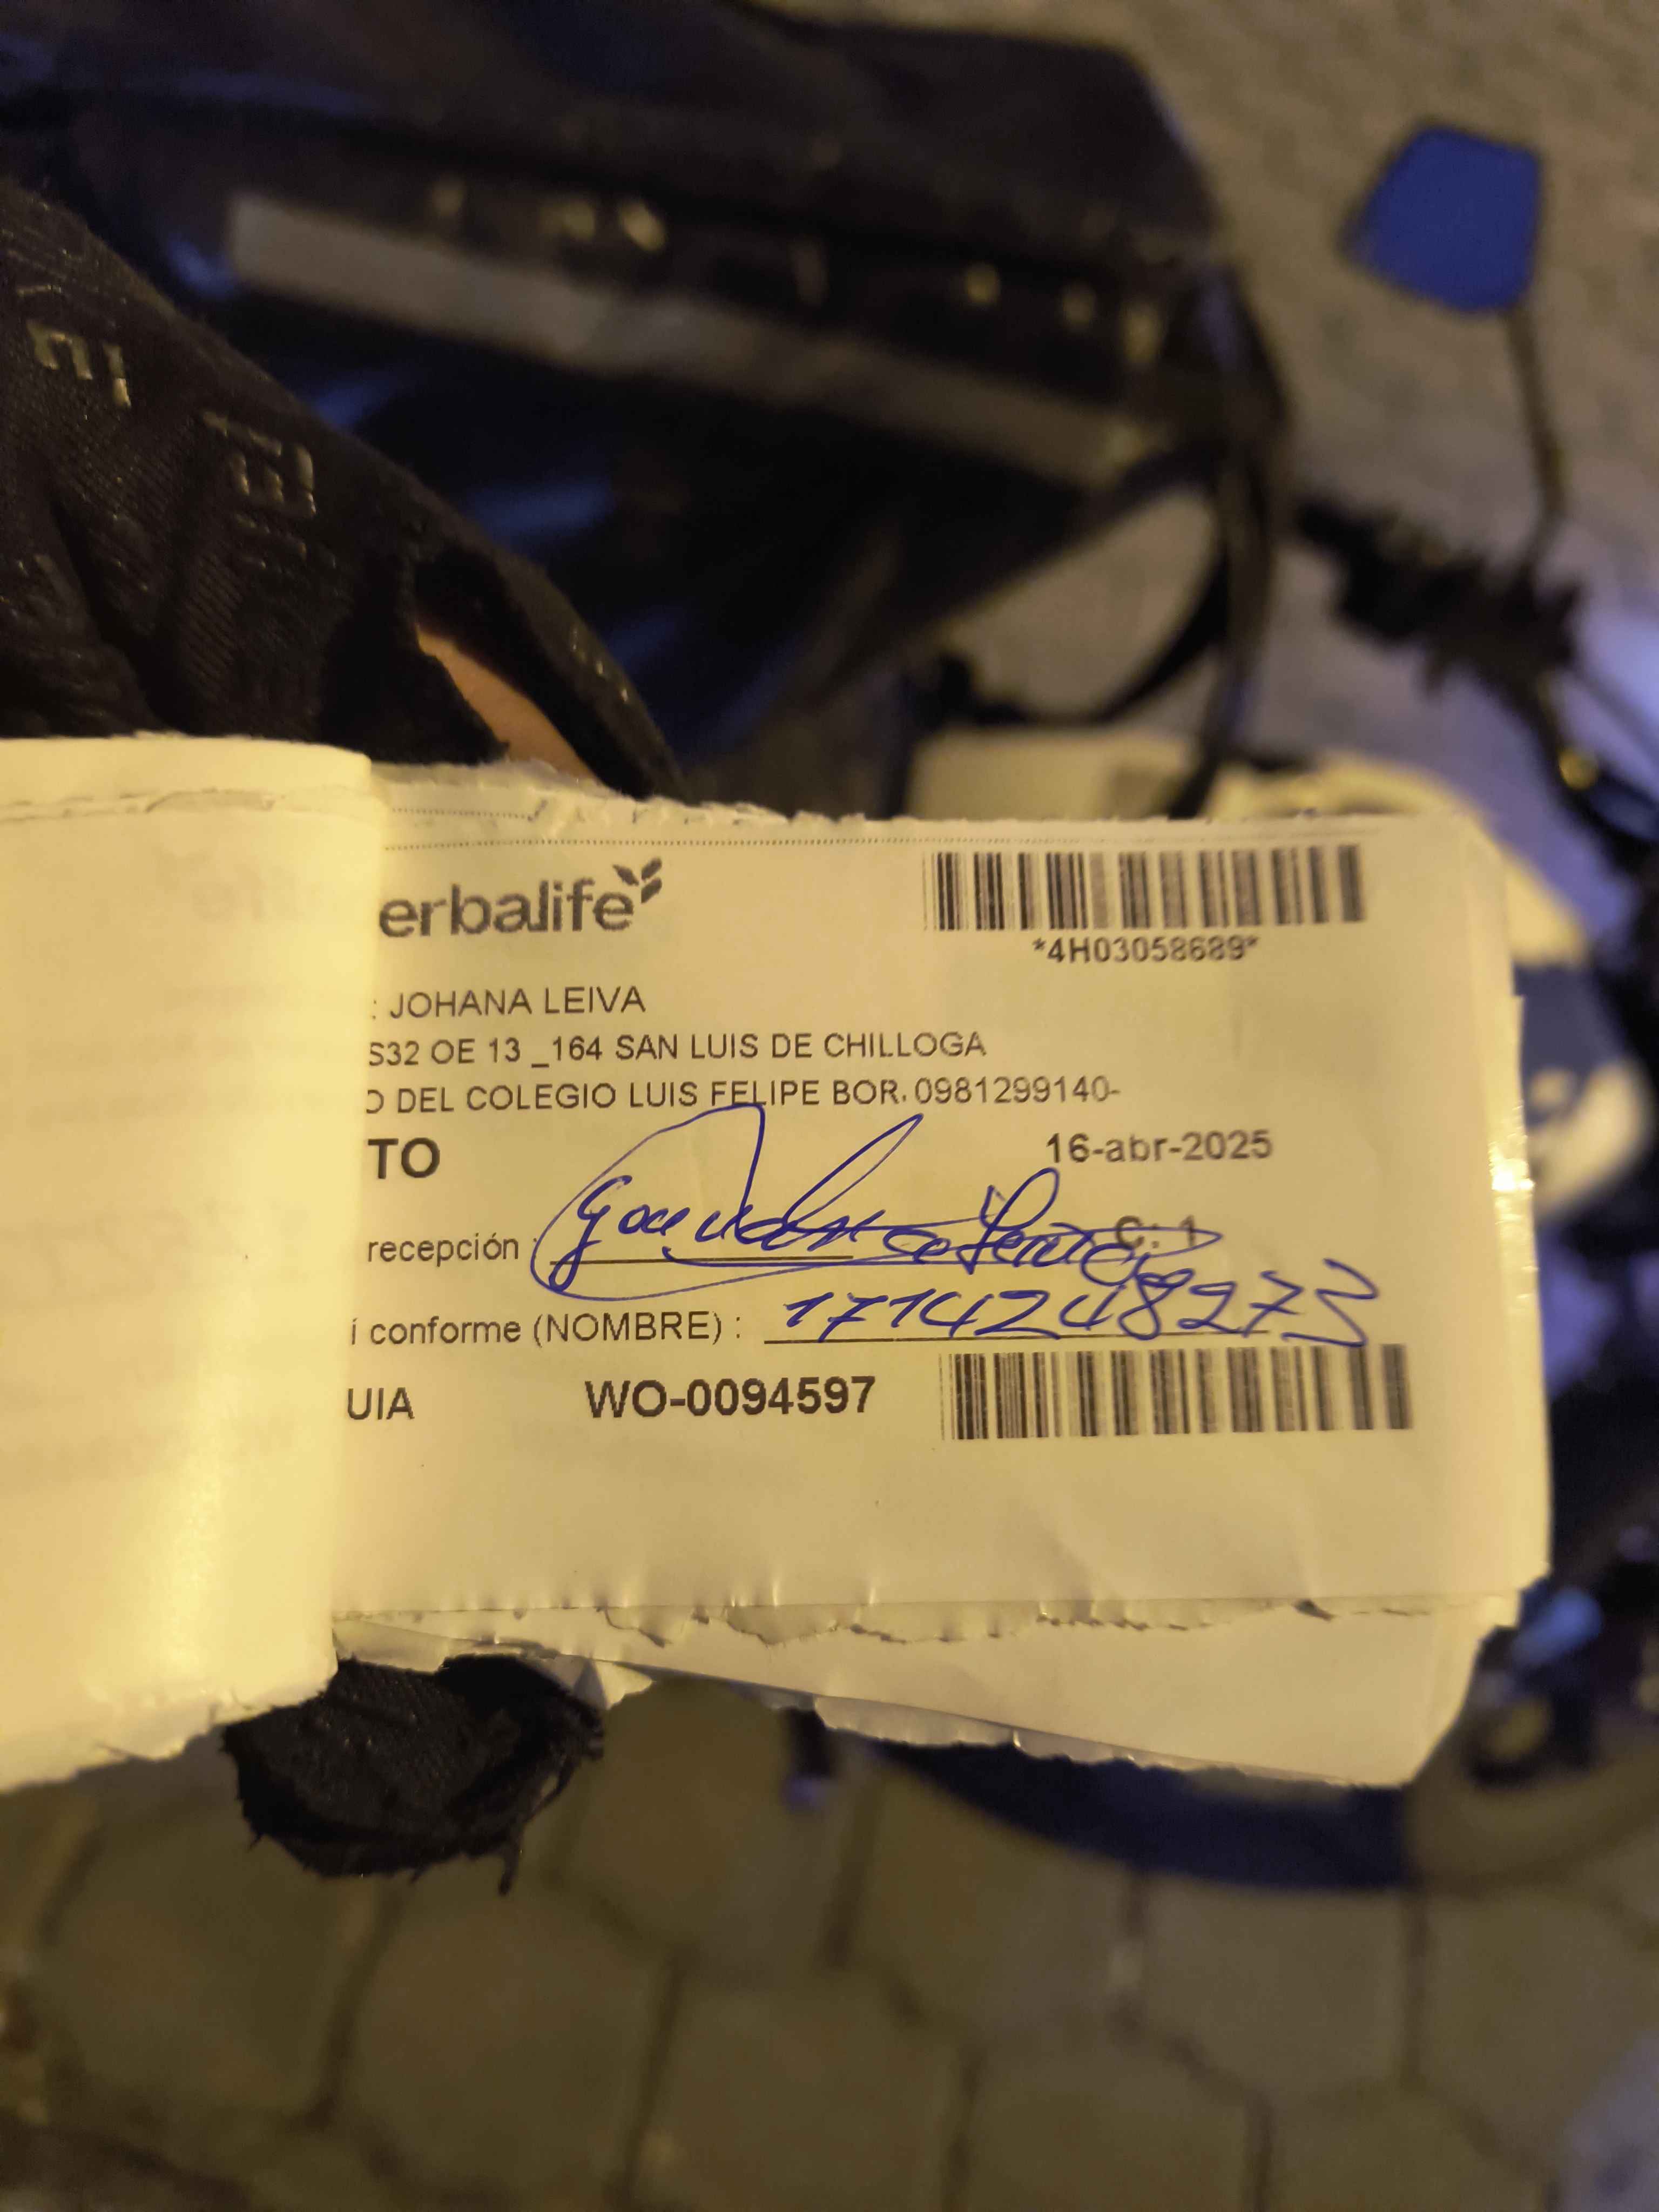 erbalife
*4H03058689*
: JOHANA LEIVA
S32 OE 13 _164 SAN LUIS DE CHILLOGA
O DEL COLEGIO LUIS FELIPE BOR. 0981299140-
TO 16-abr-2025
recepción : C: 1
í conforme (NOMBRE) : 1714248273
UIA WO-0094597